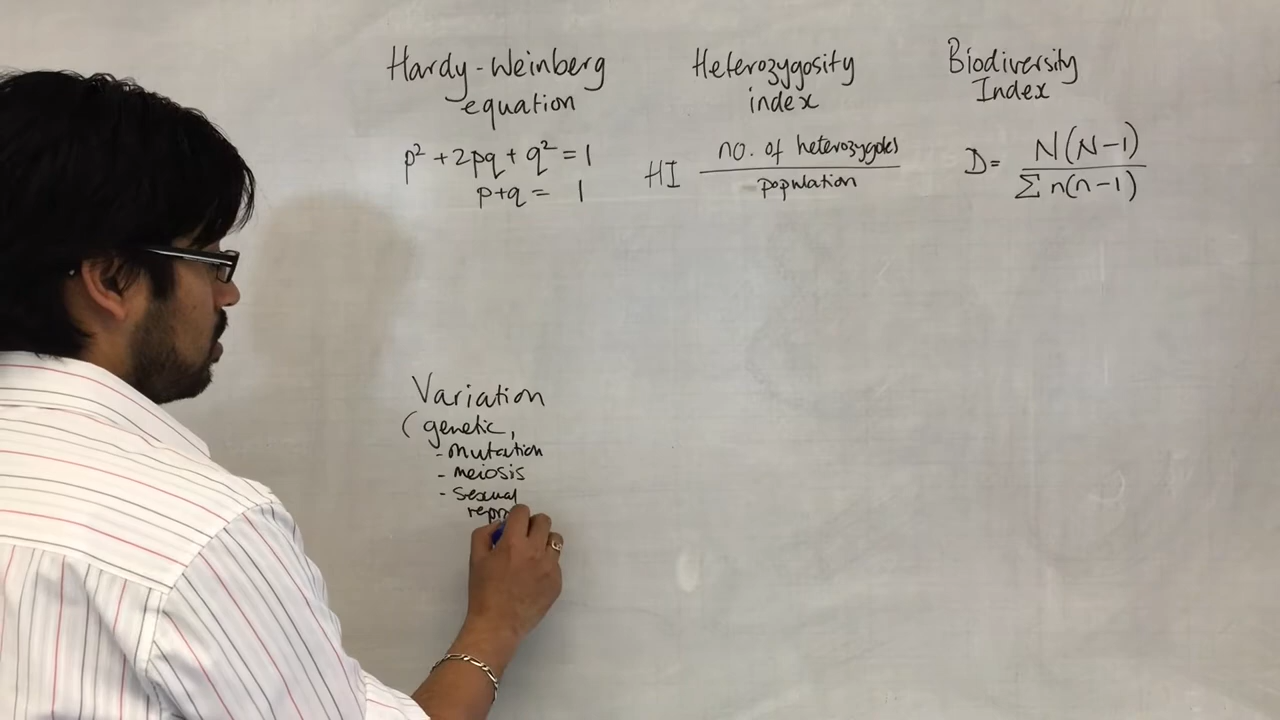 Hardy-Weinberg
equation
p² + 2pq + q² = 1
p+q = 1
Heterozygosity
index
HI no. of heterozygotes
population
Biodiversity
Index
D= N(N-1)
Σ n(n-1)
Variation
(genetic,
- mutation
- meiosis
- sexual